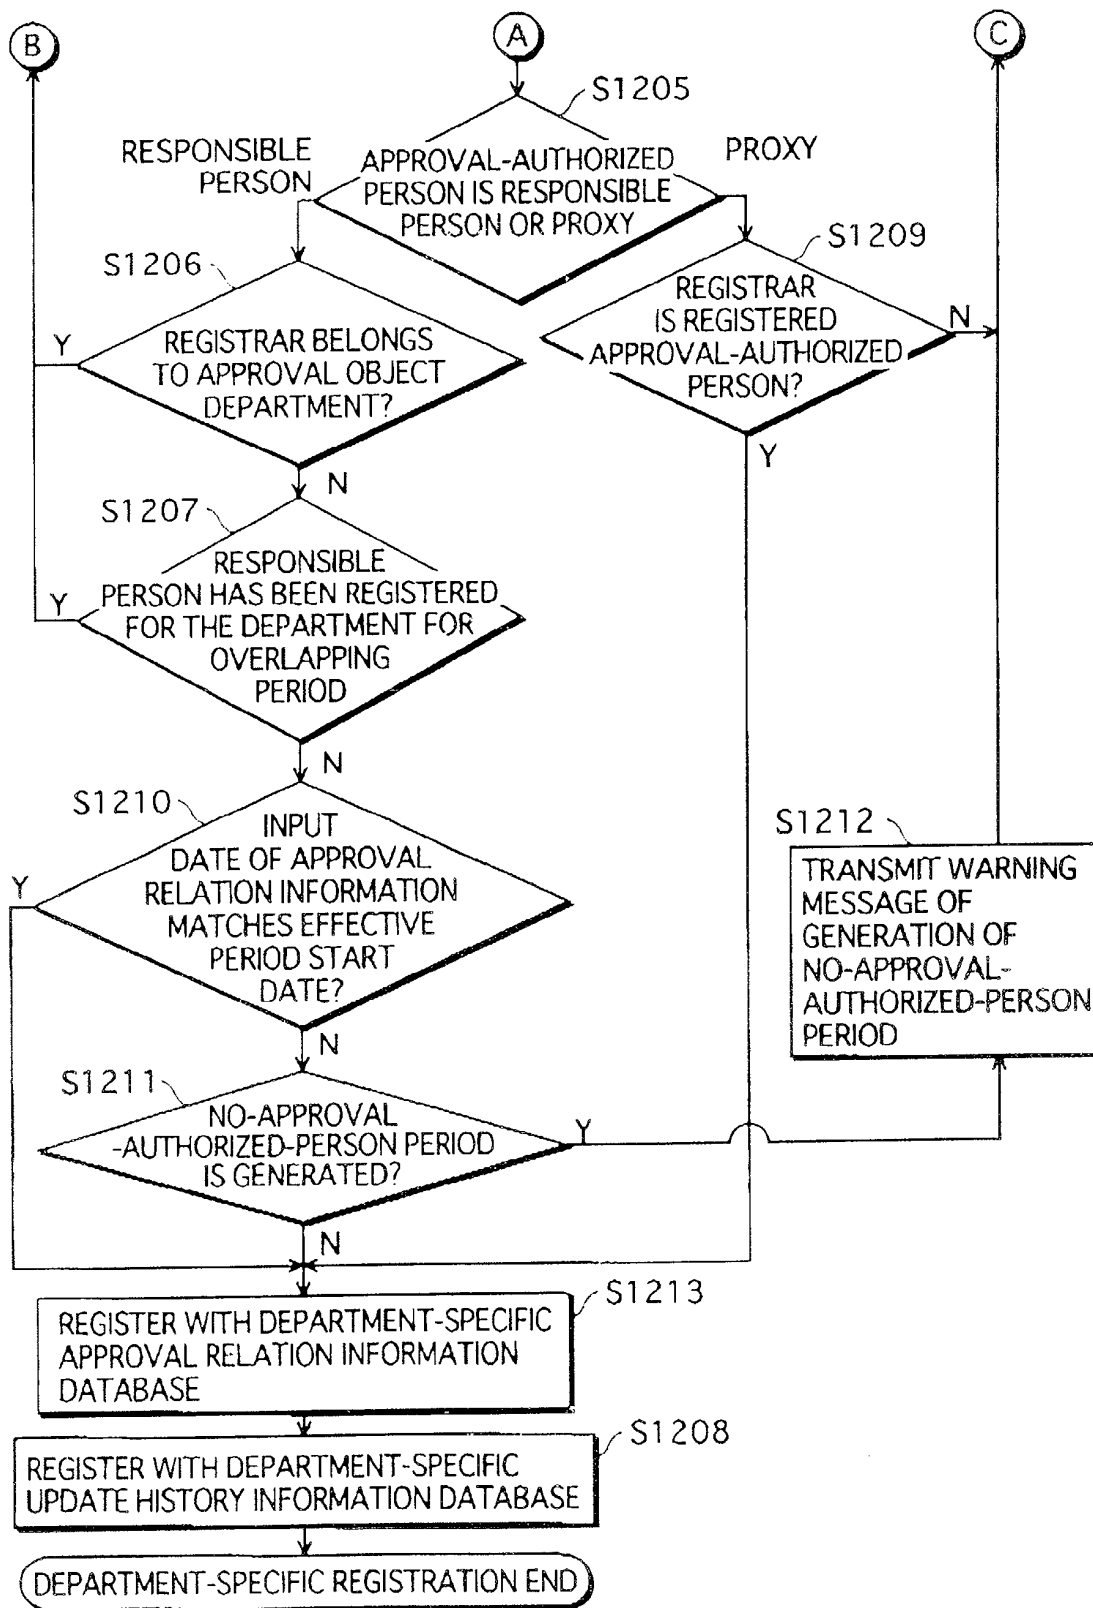 B
A
C
S1205
RESPONSIBLE
PERSON
APPROVAL-AUTHORIZED
PERSON IS RESPONSIBLE
PERSON OR PROXY
PROXY
S1206
S1209
REGISTRAR BELONGS
TO APPROVAL OBJECT
DEPARTMENT?
Y
N
REGISTRAR
IS REGISTERED
APPROVAL-AUTHORIZED
PERSON?
N
Y
S1207
RESPONSIBLE
PERSON HAS BEEN REGISTERED
FOR THE DEPARTMENT FOR
OVERLAPPING
PERIOD
Y
N
S1210
INPUT
DATE OF APPROVAL
RELATION INFORMATION
MATCHES EFFECTIVE
PERIOD START
DATE?
Y
N
S1212
TRANSMIT WARNING
MESSAGE OF
GENERATION OF
NO-APPROVAL-
AUTHORIZED-PERSON
PERIOD
S1211
NO-APPROVAL
-AUTHORIZED-PERSON PERIOD
IS GENERATED?
Y
N
S1213
REGISTER WITH DEPARTMENT-SPECIFIC
APPROVAL RELATION INFORMATION
DATABASE
S1208
REGISTER WITH DEPARTMENT-SPECIFIC
UPDATE HISTORY INFORMATION DATABASE
DEPARTMENT-SPECIFIC REGISTRATION END